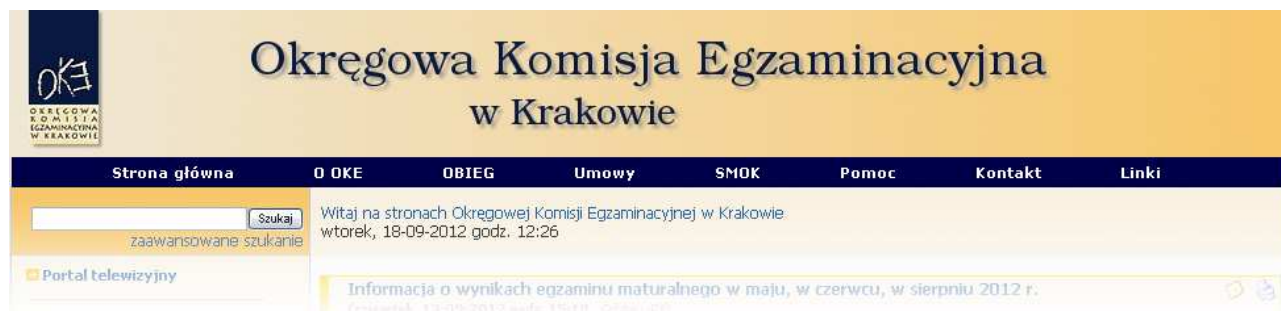 OKE
OKRĘGOWA
KOMISJA
EGZAMINACYJNA
W KRAKOWIE
Okręgowa Komisja Egzaminacyjna
w Krakowie
Strona główna O OKE OBIEG Umowy SMOK Pomoc Kontakt Linki
Szukaj
zaawansowane szukanie
Witaj na stronach Okręgowej Komisji Egzaminacyjnej w Krakowie
wtorek, 18-09-2012 godz. 12:26
Portal telewizyjny
Informacja o wynikach egzaminu maturalnego w maju, w czerwcu, w sierpniu 2012 r.